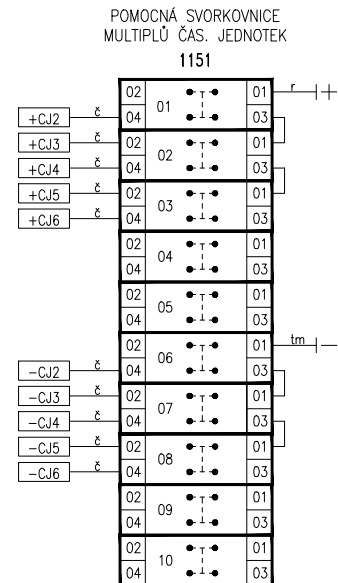 POMOCNÁ SVORKOVNICE
MULTIPLŮ ČAS. JEDNOTEK
1151
02 01 01 r +
+CJ2 č 04 03
+CJ3 č 02 02 01
+CJ4 č 04 03
+CJ5 č 02 03 01
+CJ6 č 04 03
02 04 01
04 03
02 05 01
04 03
02 06 01 tm −
-CJ2 č 04 03
-CJ3 č 02 07 01
-CJ4 č 04 03
-CJ5 č 02 08 01
-CJ6 č 04 03
02 09 01
04 03
02 10 01
04 03